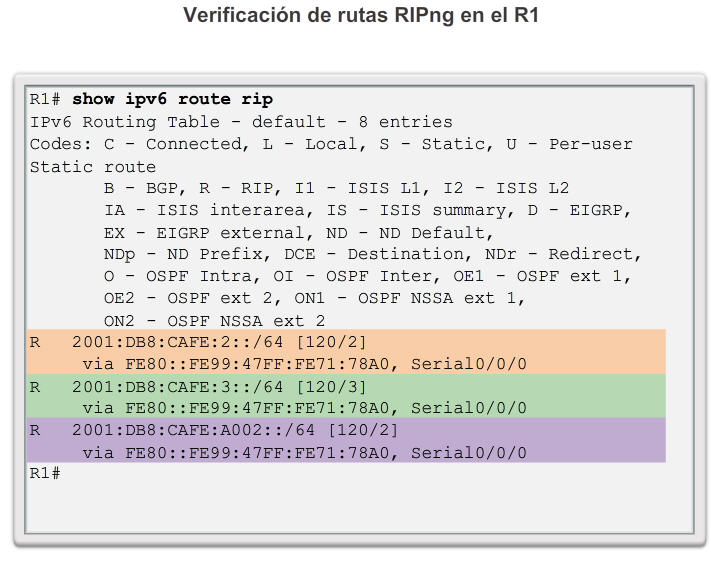 Verificación de rutas RIPng en el R1
R1# show ipv6 route rip
IPv6 Routing Table - default - 8 entries
Codes: C - Connected, L - Local, S - Static, U - Per-user
Static route
B - BGP, R - RIP, I1 - ISIS L1, I2 - ISIS L2
IA - ISIS interarea, IS - ISIS summary, D - EIGRP,
EX - EIGRP external, ND - ND Default,
NDp - ND Prefix, DCE - Destination, NDr - Redirect,
O - OSPF Intra, OI - OSPF Inter, OE1 - OSPF ext 1,
OE2 - OSPF ext 2, ON1 - OSPF NSSA ext 1,
ON2 - OSPF NSSA ext 2
R 2001:DB8:CAFE:2::/64 [120/2]
via FE80::FE99:47FF:FE71:78A0, Serial0/0/0
R 2001:DB8:CAFE:3::/64 [120/3]
via FE80::FE99:47FF:FE71:78A0, Serial0/0/0
R 2001:DB8:CAFE:A002::/64 [120/2]
via FE80::FE99:47FF:FE71:78A0, Serial0/0/0
R1#